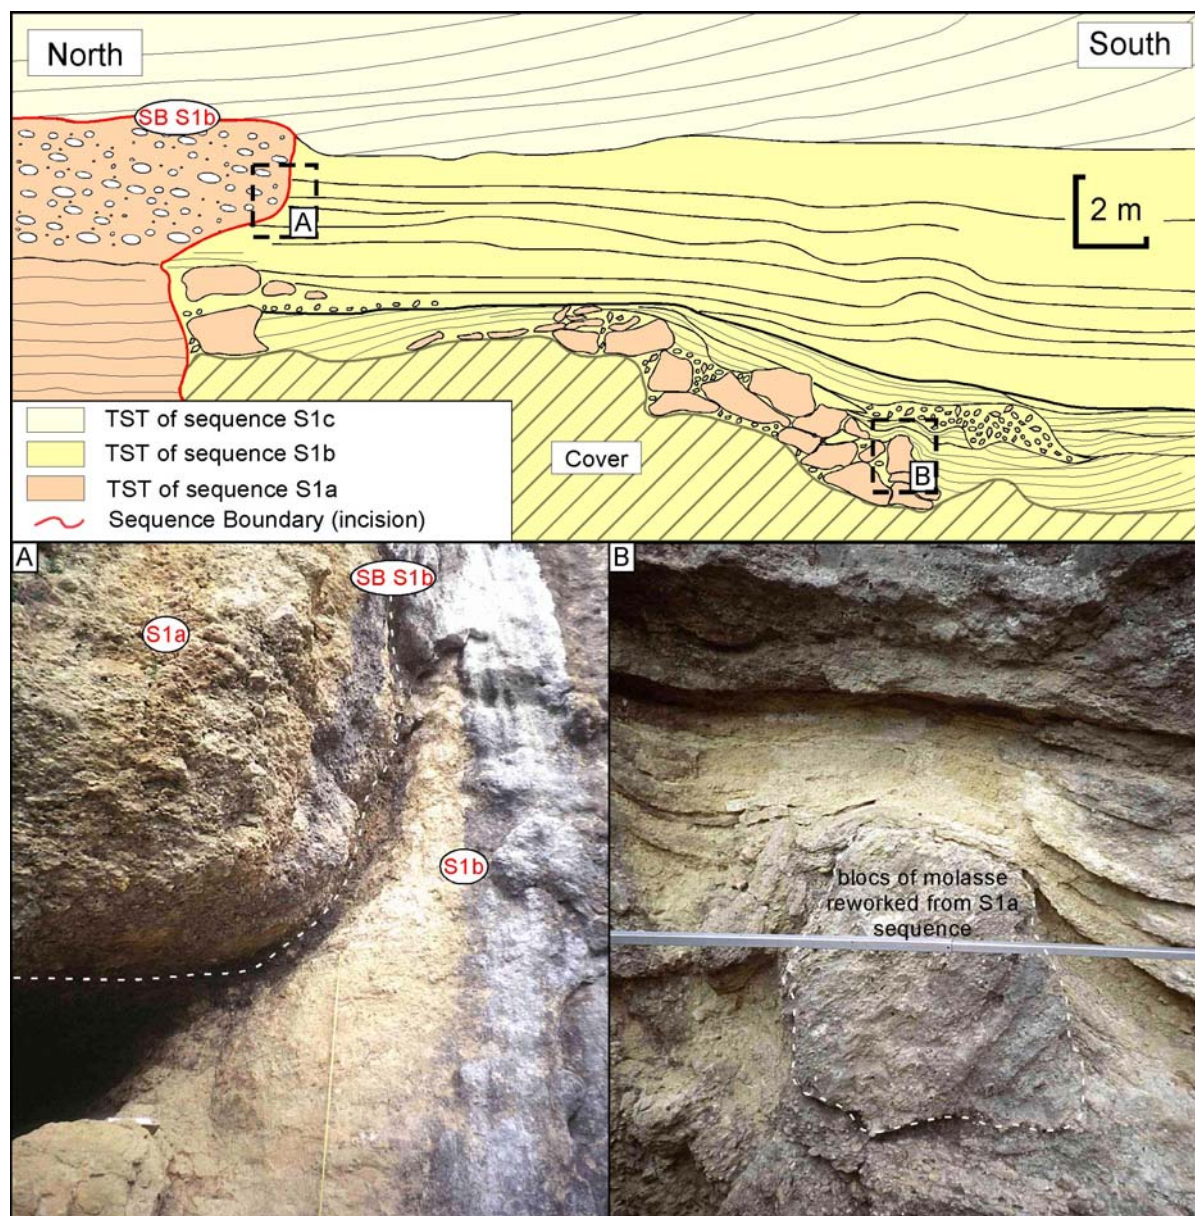 North
South
SB S1b
A
2 m
B
Cover
TST of sequence S1c
TST of sequence S1b
TST of sequence S1a
Sequence Boundary (incision)
A
SB S1b
S1a
S1b
B
blocs of molasse
reworked from S1a
sequence